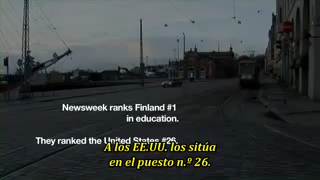 Newsweek ranks Finland #1
in education.
They ranked the United States #26.
A los EE.UU. los sitúa
en el puesto n.º 26.